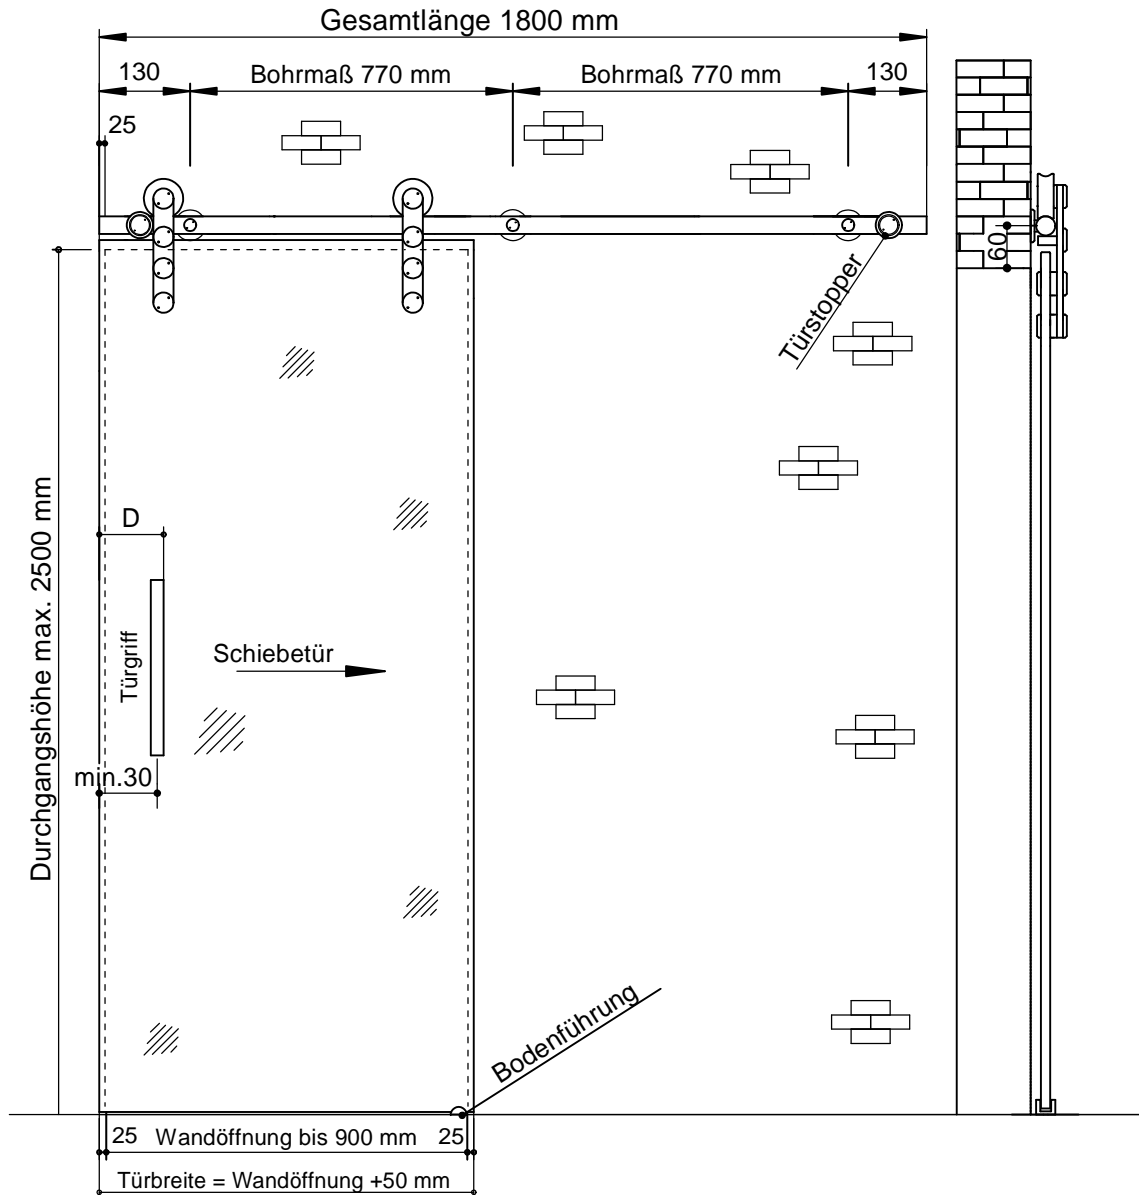 Gesamtlänge 1800 mm
130
Bohrmaß 770 mm
Bohrmaß 770 mm
130
25
60
Türstopper
Durchgangshöhe max. 2500 mm
D
Türgriff
Schiebetür
min.30
Bodenführung
25
Wandöffnung bis 900 mm
25
Türbreite = Wandöffnung +50 mm